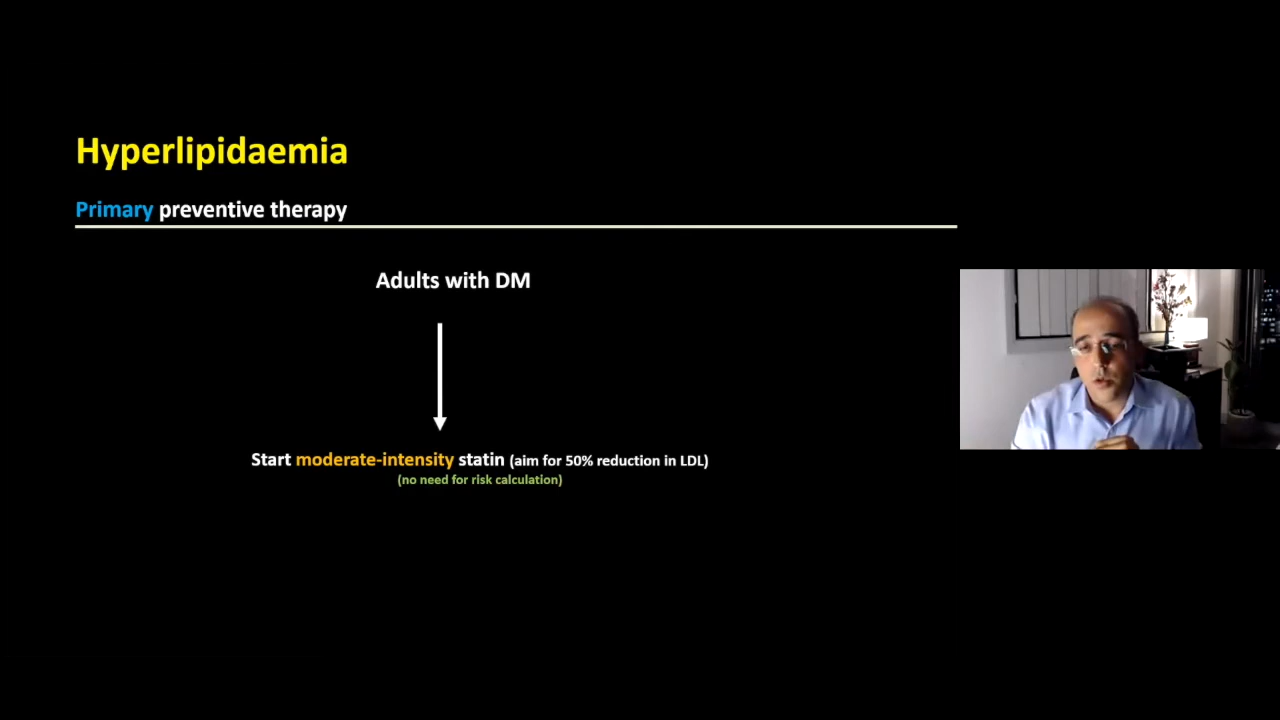 Hyperlipidaemia
Primary preventive therapy
Adults with DM
Start moderate-intensity statin (aim for 50% reduction in LDL)
(no need for risk calculation)